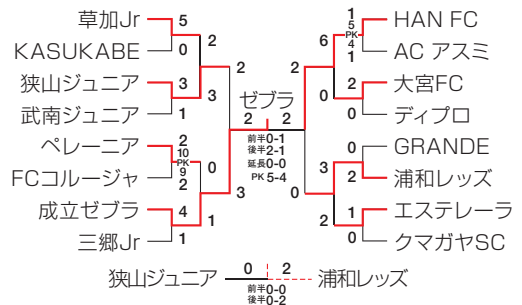 草加Jr 5 1 HAN FC
5 PK 4
KASUKABE 0 2 6 1 AC アスミ
2 2
狭山ジュニア 3 3 0 2 大宮FC
武南ジュニア 1 0 ディプロ
ゼブラ
2 2
前半0-1
後半2-1
延長0-0
PK 5-4
ペレーニア 2 0 3 0 GRANDE
10 PK 9
FCコルージャ 2 2 浦和レッズ
3 0
成立ゼブラ 4 1 2 1 エステレーラ
三郷Jr 1 0 クマガヤSC
狭山ジュニア 0 2 浦和レッズ
前半0-0
後半0-2